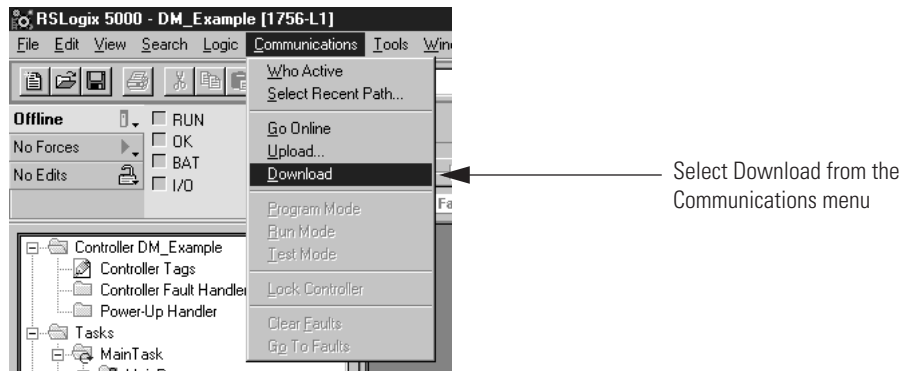 RSLogix 5000 - DM_Example [1756-L1]
File Edit View Search Logic Communications Tools
Who Active
Select Recent Path...
Go Online
Upload...
Download
Program Mode
Run Mode
Test Mode
Lock Controller
Clear Faults
Go To Faults
Offline
RUN
No Forces
OK
No Edits
BAT
I/O
Controller DM_Example
Controller Tags
Controller Fault Handler
Power-Up Handler
Tasks
MainTask
Select Download from the
Communications menu